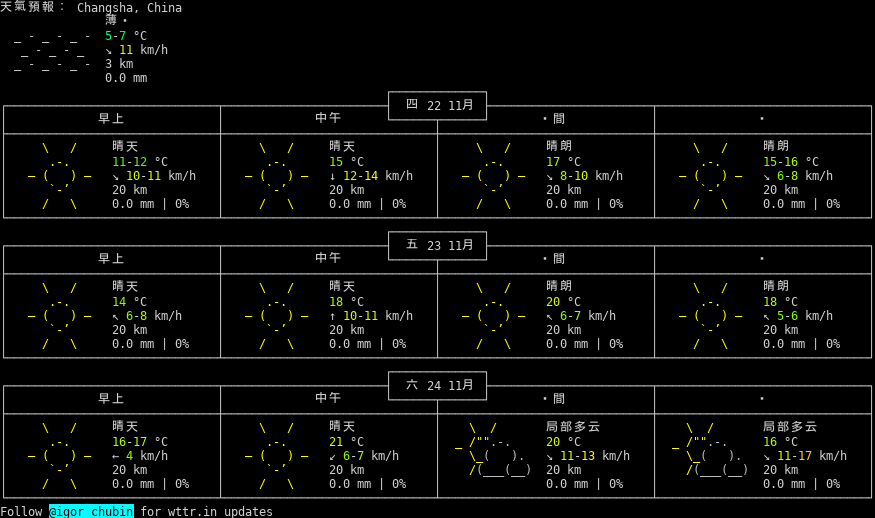 天氣預報： Changsha, China
薄・
5-7 °C
↘ 11 km/h
3 km
0.0 mm
四 22 11月
早上 中午 ・間 ・
晴天 晴天 晴朗 晴朗
11-12 °C 15 °C 17 °C 15-16 °C
↘ 10-11 km/h ↓ 12-14 km/h ↘ 8-10 km/h ↘ 6-8 km/h
20 km 20 km 20 km 20 km
0.0 mm | 0% 0.0 mm | 0% 0.0 mm | 0% 0.0 mm | 0%
五 23 11月
早上 中午 ・間 ・
晴天 晴天 晴朗 晴朗
14 °C 18 °C 20 °C 18 °C
↖ 6-8 km/h ↑ 10-11 km/h ↖ 6-7 km/h ↖ 5-6 km/h
20 km 20 km 20 km 20 km
0.0 mm | 0% 0.0 mm | 0% 0.0 mm | 0% 0.0 mm | 0%
六 24 11月
早上 中午 ・間 ・
晴天 晴天 局部多云 局部多云
16-17 °C 21 °C 20 °C 16 °C
← 4 km/h ↙ 6-7 km/h ↘ 11-13 km/h ↘ 11-17 km/h
20 km 20 km 20 km 20 km
0.0 mm | 0% 0.0 mm | 0% 0.0 mm | 0% 0.0 mm | 0%
Follow @igor_chubin for wttr.in updates